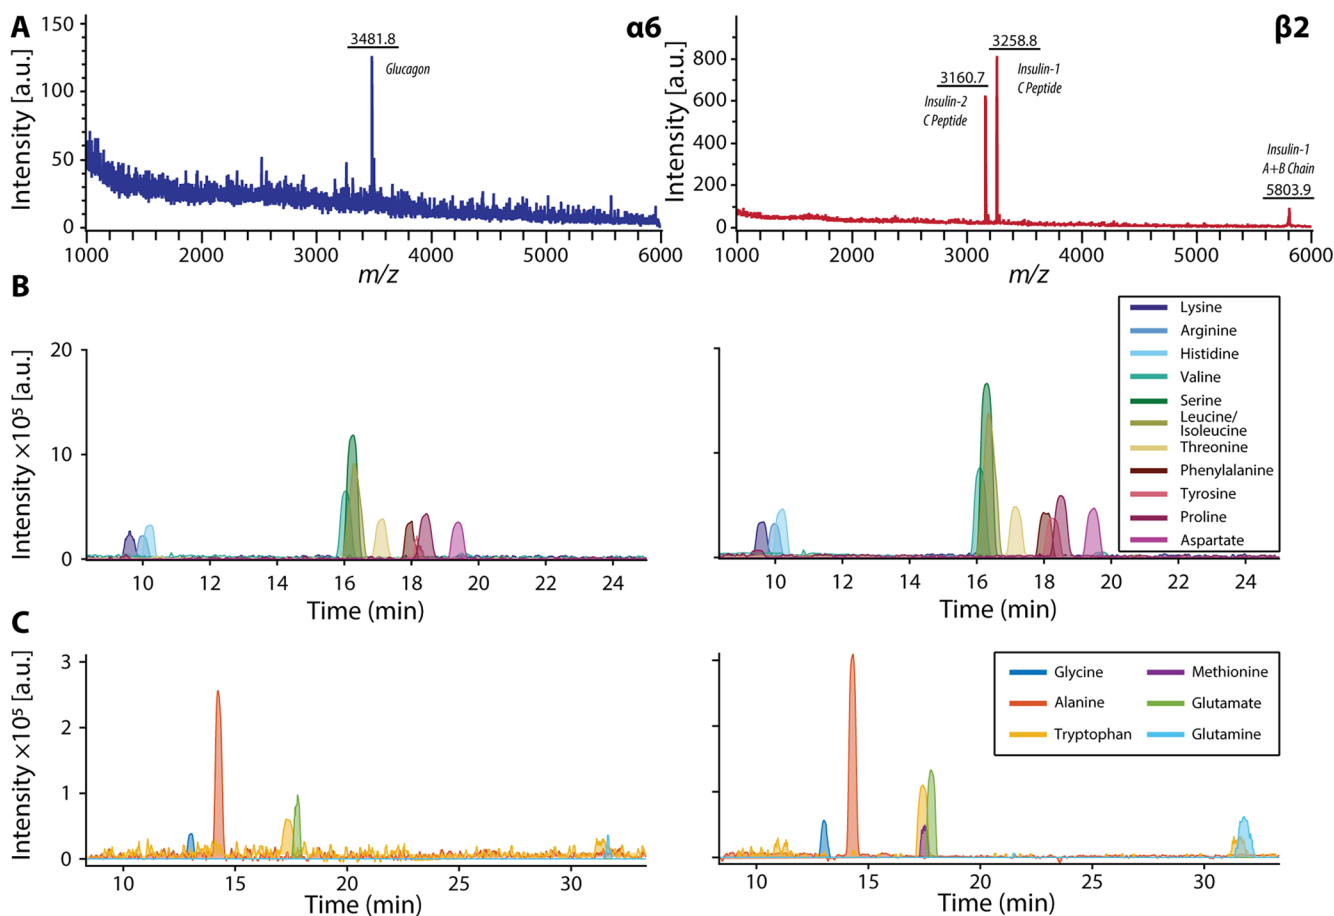 A
α6
β2
Intensity [a.u.]
150
100
50
0
3481.8
Glucagon
1000
2000
3000
4000
5000
6000
m/z
Intensity [a.u.]
800
600
400
200
0
3258.8
3160.7
Insulin-1
C Peptide
Insulin-2
C Peptide
Insulin-1
A+B Chain
5803.9
1000
2000
3000
4000
5000
6000
m/z
B
Intensity ×10⁵ [a.u.]
20
10
0
10
12
14
16
18
20
22
24
Time (min)
Lysine
Arginine
Histidine
Valine
Serine
Leucine/
Isoleucine
Threonine
Phenylalanine
Tyrosine
Proline
Aspartate
10
12
14
16
18
20
22
24
Time (min)
C
Intensity ×10⁵ [a.u.]
3
2
1
0
10
15
20
25
30
Time (min)
Glycine
Methionine
Alanine
Glutamate
Tryptophan
Glutamine
10
15
20
25
30
Time (min)